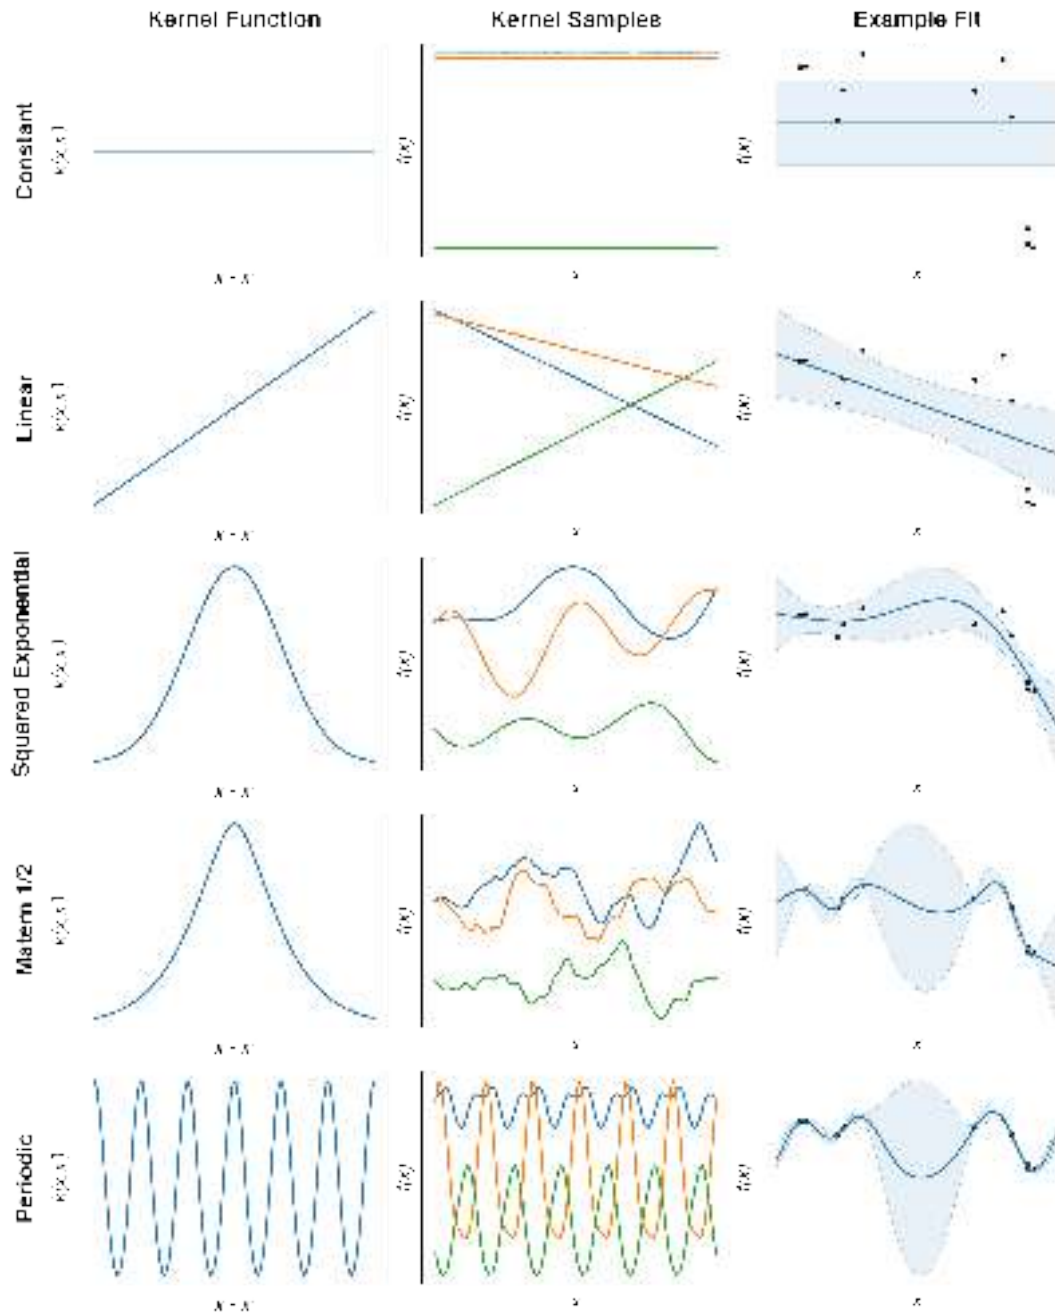 Kernel Function Kernel Samples Example Fit
Constant
f(x)
f(x)
x - x'
x
x
Linear
f(x)
f(x)
x - x'
x
x
Squared Exponential
f(x)
f(x)
x - x'
x
x
Matern 1/2
f(x)
f(x)
x - x'
x
x
Periodic
f(x)
f(x)
x - x'
x
x